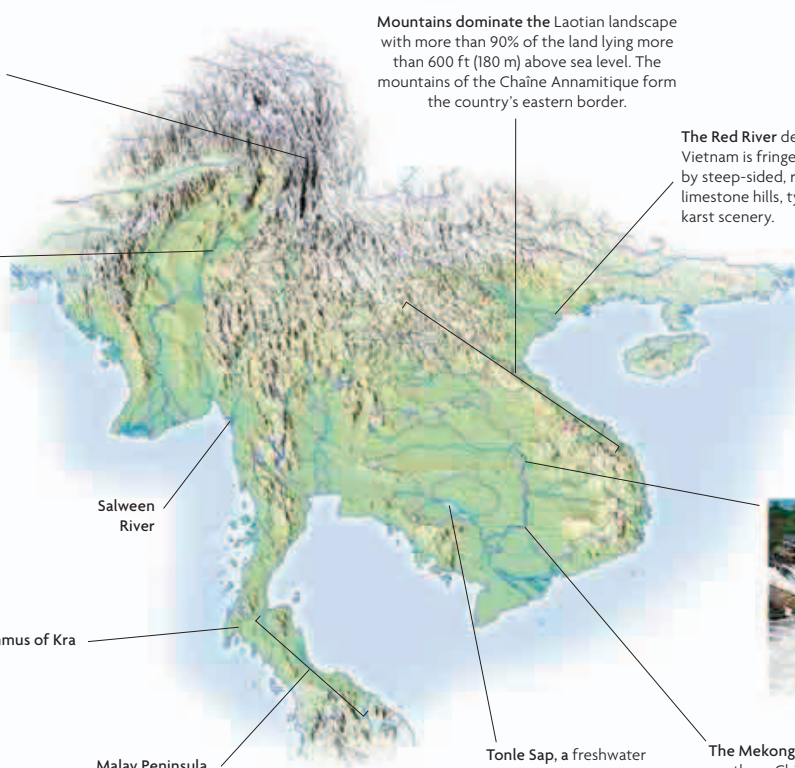 Mountains dominate the Laotian landscape
with more than 90% of the land lying more
than 600 ft (180 m) above sea level. The
mountains of the Chaîne Annamitique form
the country's eastern border.
The Red River de
Vietnam is fringe
by steep-sided, r
limestone hills, ty
karst scenery.
Salween
River
mus of Kra
Malay Peninsula
Tonle Sap, a freshwater
The Mekong